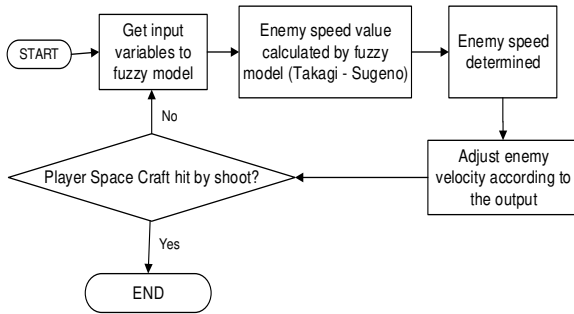 START
Get input
variables to
fuzzy model
Enemy speed value
calculated by fuzzy
model (Takagi - Sugeno)
Enemy speed
determined
Adjust enemy
velocity according to
the output
Player Space Craft hit by shoot?
No
Yes
END